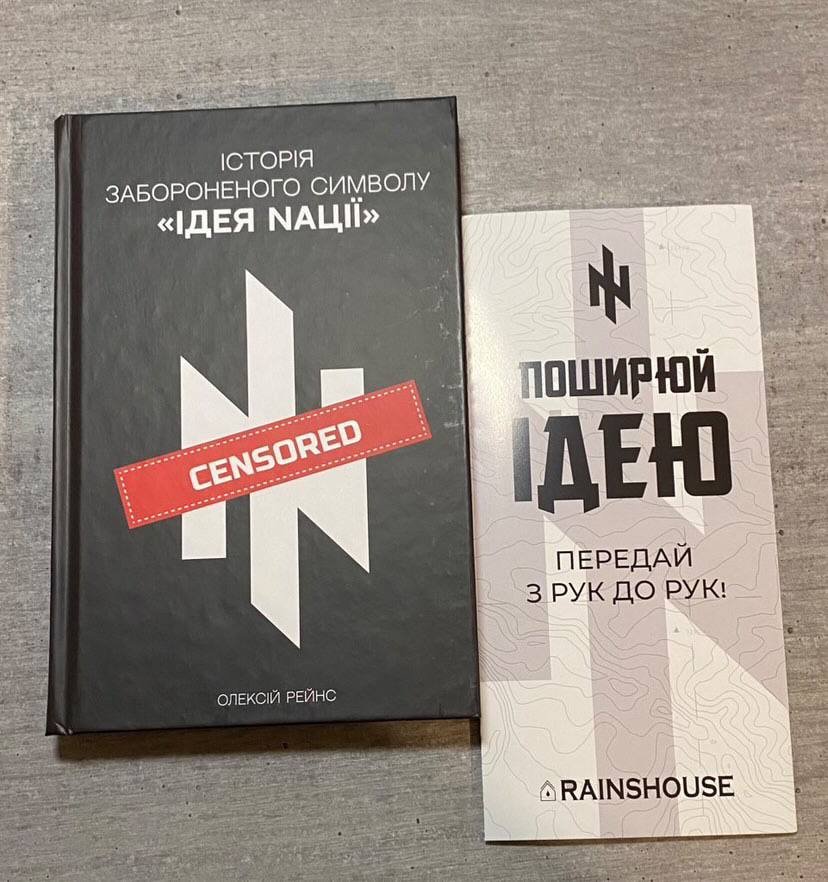 ІСТОРІЯ
ЗАБОРОНЕНОГО СИМВОЛУ
«ІДЕЯ NАЦІЇ»
CENSORED
ОЛЕКСІЙ РЕЙНС
ПОШИРЮЙ
ІДЕЮ
ПЕРЕДАЙ
З РУК ДО РУК!
RAINSHOUSE